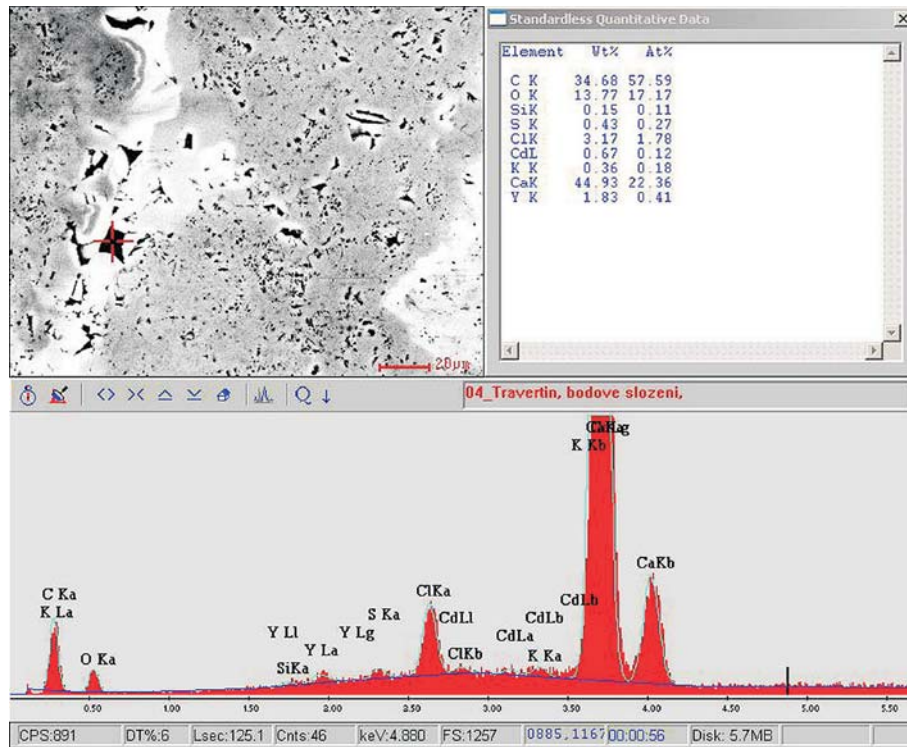 Standardless Quantitative Data
Element Wt% At%
C K 34.68 57.59
O K 13.77 17.17
SiK 0.15 0.11
S K 0.43 0.27
ClK 3.17 1.78
CdL 0.67 0.12
K K 0.36 0.18
CaK 44.93 22.36
Y K 1.83 0.41
20µm
04_Travertin, bodove slozeni,
K Kb
C Ka
K La
O Ka
Y Ll
SiKa
Y La
Y Lg
S Ka
ClKa
CdLl
ClKb
CdLa
CdLb
K Ka
CdLb
CaKb
0.50 1.00 1.50 2.00 2.50 3.00 3.50 4.00 4.50 5.00 5.50
CPS:891 DT%:6 Lsec:125.1 Cnts:46 keV:4.880 FS:1257 0885,1167 00:00:56 Disk: 5.7MB